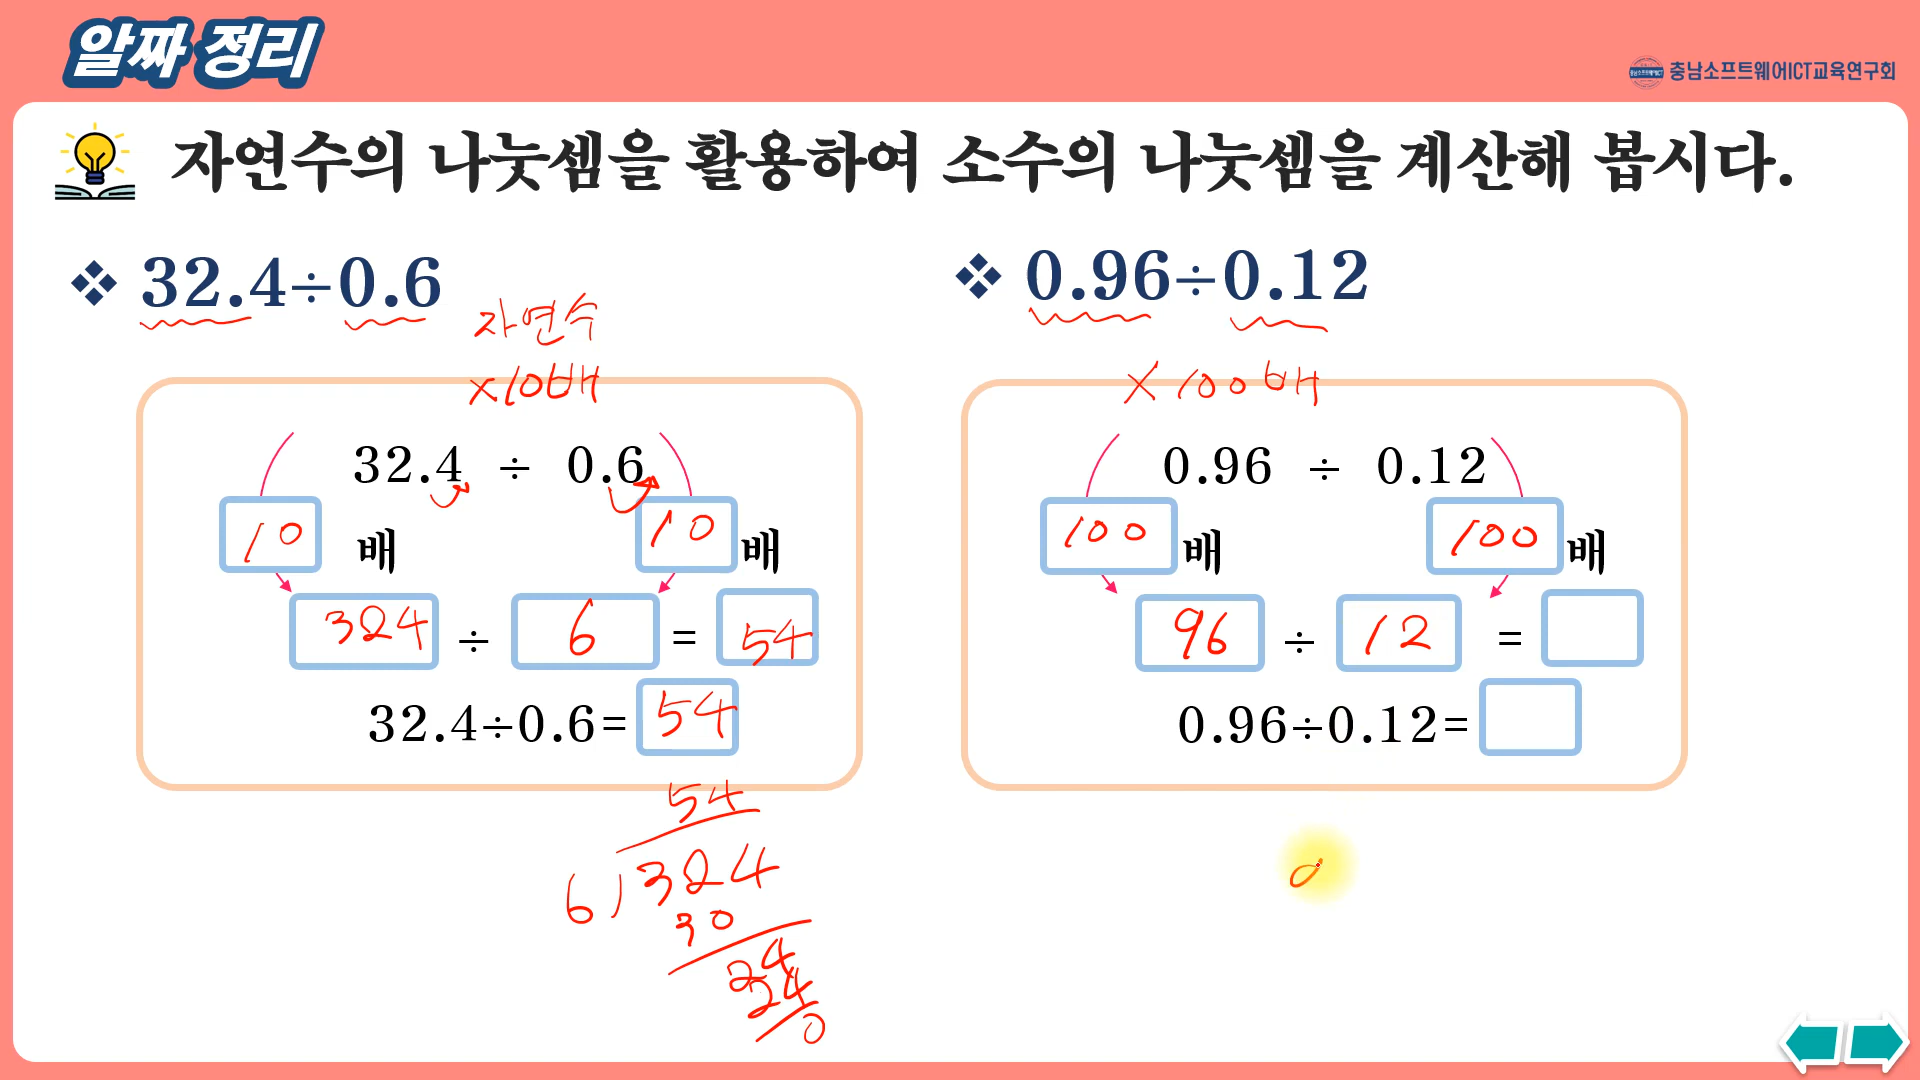 알짜 정리
충남소프트웨어ICT교육연구회
자연수의 나눗셈을 활용하여 소수의 나눗셈을 계산해 봅시다.
❖ 32.4÷0.6
자연수
×10배
32.4 ÷ 0.6
10 배 10 배
324 ÷ 6 = 54
32.4÷0.6= 54
54
6)324
30
24
24
0
❖ 0.96÷0.12
×100배
0.96 ÷ 0.12
100 배 100 배
96 ÷ 12 =
0.96÷0.12=